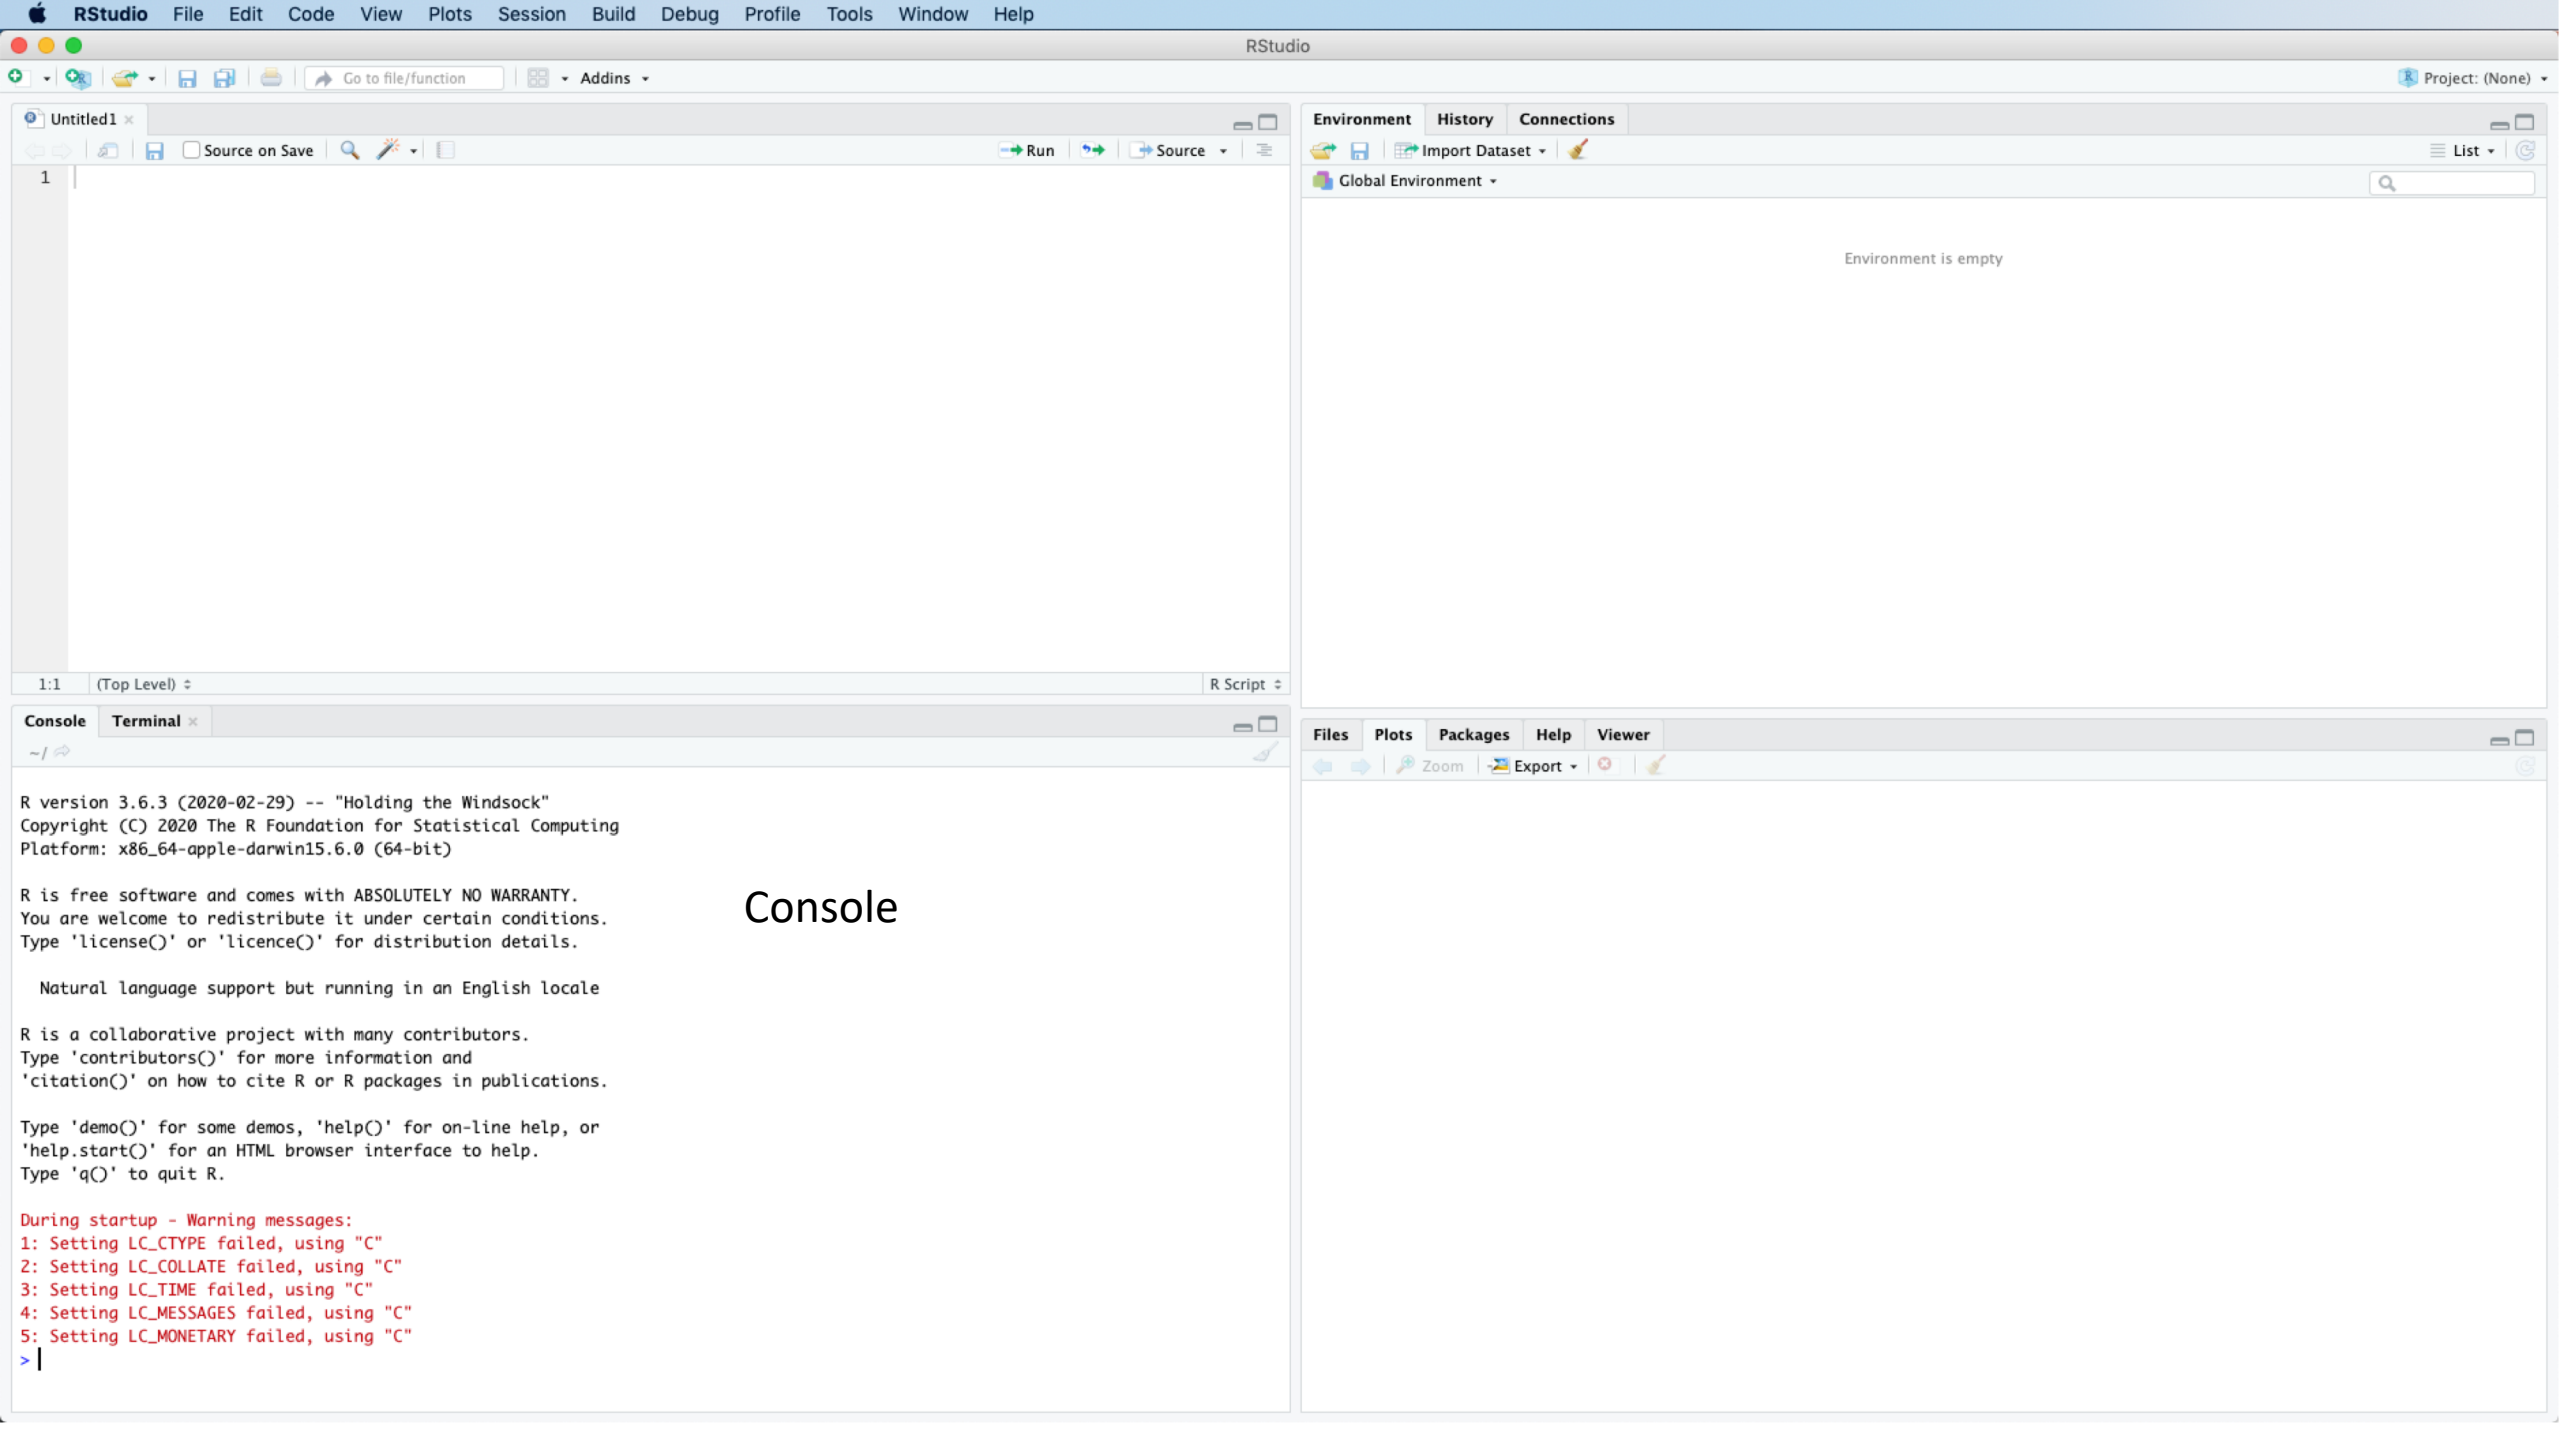 RStudio File Edit Code View Plots Session Build Debug Profile Tools Window Help
RStudio
Go to file/function Addins Project: (None)
Untitled1
Source on Save Run Source
1
1:1 (Top Level) R Script
Environment History Connections
Import Dataset List
Global Environment
Environment is empty
Console Terminal
~/
R version 3.6.3 (2020-02-29) -- "Holding the Windsock"
Copyright (C) 2020 The R Foundation for Statistical Computing
Platform: x86_64-apple-darwin15.6.0 (64-bit)
R is free software and comes with ABSOLUTELY NO WARRANTY.
You are welcome to redistribute it under certain conditions.
Type 'license()' or 'licence()' for distribution details.
Natural language support but running in an English locale
R is a collaborative project with many contributors.
Type 'contributors()' for more information and
'citation()' on how to cite R or R packages in publications.
Type 'demo()' for some demos, 'help()' for on-line help, or
'help.start()' for an HTML browser interface to help.
Type 'q()' to quit R.
During startup - Warning messages:
1: Setting LC_CTYPE failed, using "C"
2: Setting LC_COLLATE failed, using "C"
3: Setting LC_TIME failed, using "C"
4: Setting LC_MESSAGES failed, using "C"
5: Setting LC_MONETARY failed, using "C"
>
Console
Files Plots Packages Help Viewer
Zoom Export